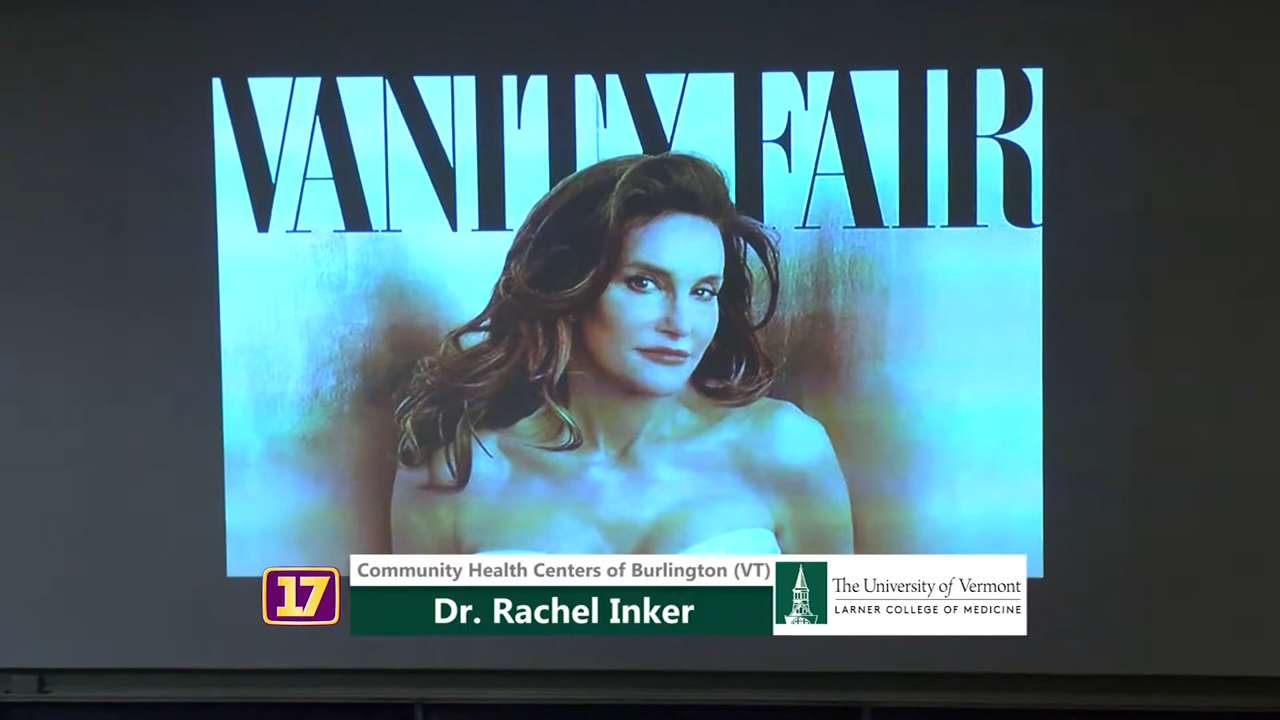 VANITY FAIR
17
Community Health Centers of Burlington (VT)
Dr. Rachel Inker
The University of Vermont
LARNER COLLEGE OF MEDICINE